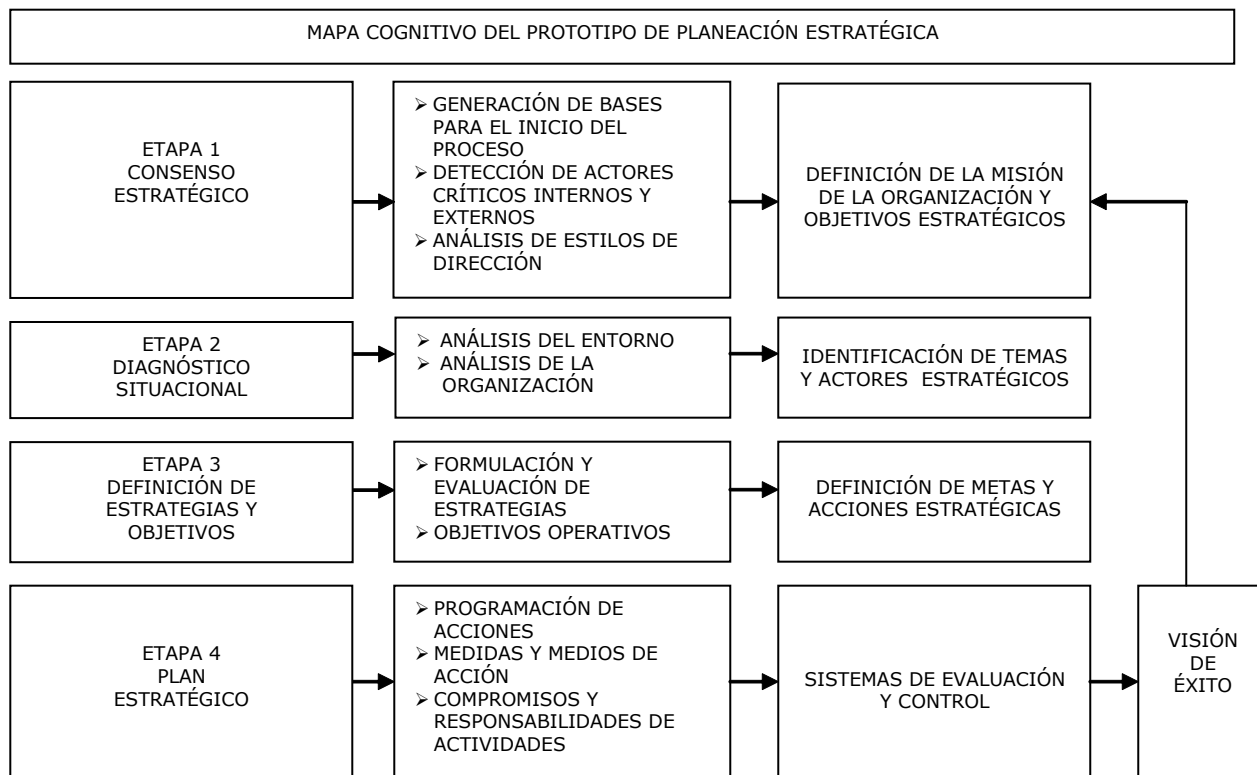 MAPA COGNITIVO DEL PROTOTIPO DE PLANEACIÓN ESTRATÉGICA
ETAPA 1
CONSENSO
ESTRATÉGICO
➢ GENERACIÓN DE BASES
PARA EL INICIO DEL
PROCESO
➢ DETECCIÓN DE ACTORES
CRÍTICOS INTERNOS Y
EXTERNOS
➢ ANÁLISIS DE ESTILOS DE
DIRECCIÓN
DEFINICIÓN DE LA MISIÓN
DE LA ORGANIZACIÓN Y
OBJETIVOS ESTRATÉGICOS
ETAPA 2
DIAGNÓSTICO
SITUACIONAL
➢ ANÁLISIS DEL ENTORNO
➢ ANÁLISIS DE LA
ORGANIZACIÓN
IDENTIFICACIÓN DE TEMAS
Y ACTORES ESTRATÉGICOS
ETAPA 3
DEFINICIÓN DE
ESTRATEGIAS Y
OBJETIVOS
➢ FORMULACIÓN Y
EVALUACIÓN DE
ESTRATEGIAS
➢ OBJETIVOS OPERATIVOS
DEFINICIÓN DE METAS Y
ACCIONES ESTRATÉGICAS
ETAPA 4
PLAN
ESTRATÉGICO
➢ PROGRAMACIÓN DE
ACCIONES
➢ MEDIDAS Y MEDIOS DE
ACCIÓN
➢ COMPROMISOS Y
RESPONSABILIDADES DE
ACTIVIDADES
SISTEMAS DE EVALUACIÓN
Y CONTROL
VISIÓN
DE
ÉXITO